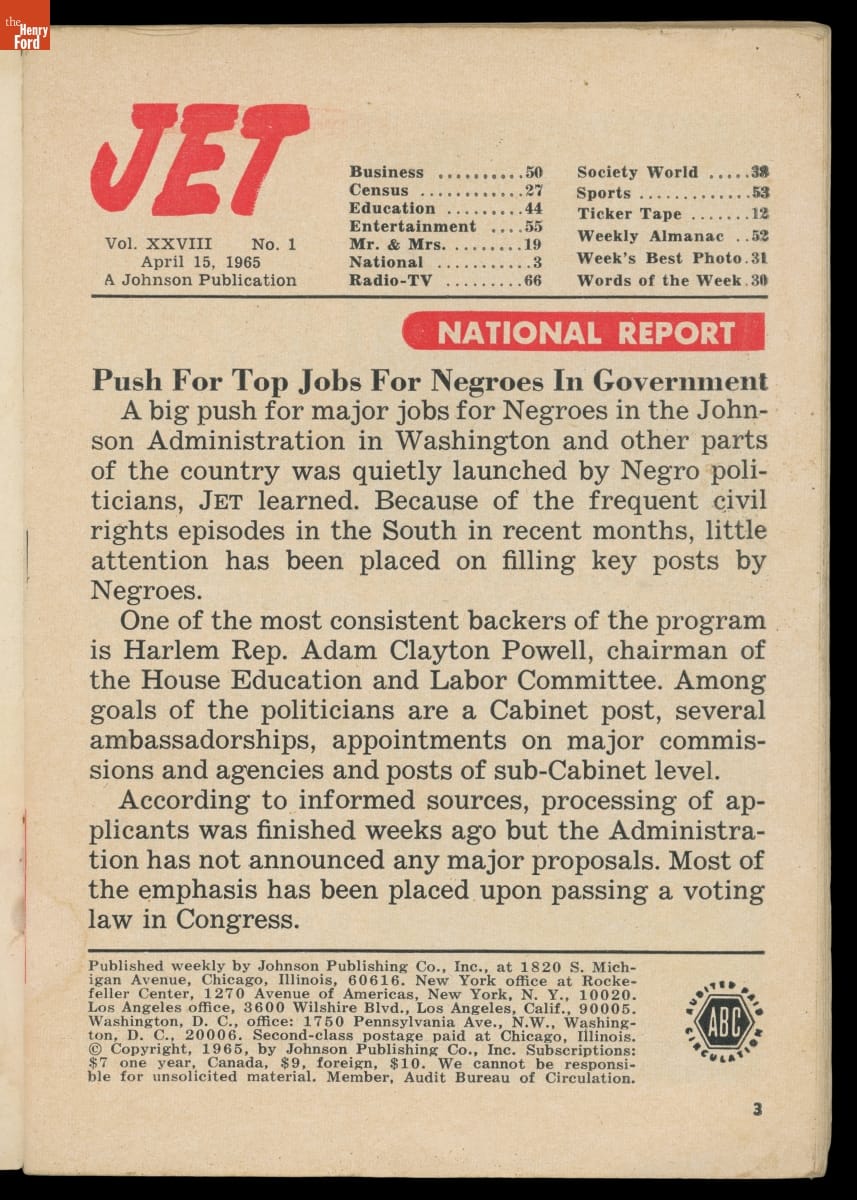 the
Henry
Ford
JET
Vol. XXVIII No. 1
April 15, 1965
A Johnson Publication
Business ..........50
Census ............27
Education .........44
Entertainment ....55
Mr. & Mrs. ........19
National ...........3
Radio-TV .........66
Society World .....38
Sports .............53
Ticker Tape .......12
Weekly Almanac ..52
Week's Best Photo.31
Words of the Week.30
NATIONAL REPORT
Push For Top Jobs For Negroes In Government
A big push for major jobs for Negroes in the John-
son Administration in Washington and other parts
of the country was quietly launched by Negro poli-
ticians, JET learned. Because of the frequent civil
rights episodes in the South in recent months, little
attention has been placed on filling key posts by
Negroes.
One of the most consistent backers of the program
is Harlem Rep. Adam Clayton Powell, chairman of
the House Education and Labor Committee. Among
goals of the politicians are a Cabinet post, several
ambassadorships, appointments on major commis-
sions and agencies and posts of sub-Cabinet level.
According to informed sources, processing of ap-
plicants was finished weeks ago but the Administra-
tion has not announced any major proposals. Most of
the emphasis has been placed upon passing a voting
law in Congress.
Published weekly by Johnson Publishing Co., Inc., at 1820 S. Mich-
igan Avenue, Chicago, Illinois, 60616. New York office at Rocke-
feller Center, 1270 Avenue of Americas, New York, N. Y., 10020.
Los Angeles office, 3600 Wilshire Blvd., Los Angeles, Calif., 90005.
Washington, D. C., office: 1750 Pennsylvania Ave., N.W., Washing-
ton, D. C., 20006. Second-class postage paid at Chicago, Illinois.
© Copyright, 1965, by Johnson Publishing Co., Inc. Subscriptions:
$7 one year, Canada, $9, foreign, $10. We cannot be responsi-
ble for unsolicited material. Member, Audit Bureau of Circulation.
AUDITED PAID
ABC
CIRCULATION
3